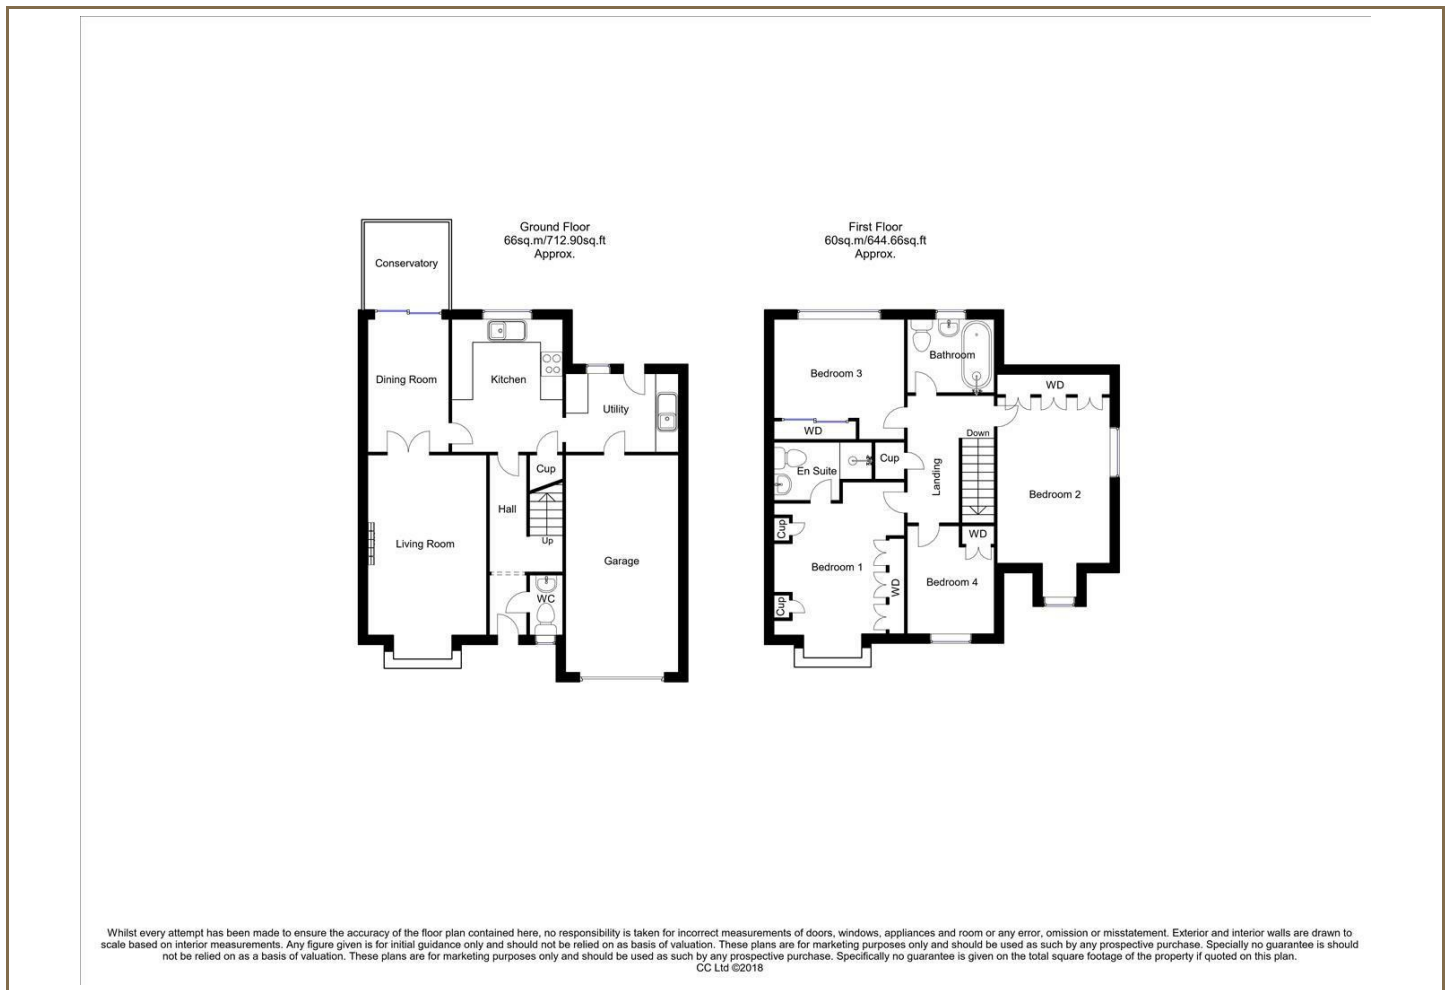 Ground Floor
66sq.m/712.90sq.ft
Approx.
First Floor
60sq.m/644.66sq.ft
Approx.
Conservatory
Dining Room
Kitchen
Utility
Cup
Hall
Up
Living Room
Garage
WC
Bedroom 3
Bathroom
WD
WD
Down
En Suite
Cup
Landing
Bedroom 2
Cup
WD
Bedroom 1
Bedroom 4
WD
Cup
Whilst every attempt has been made to ensure the accuracy of the floor plan contained here, no responsibility is taken for incorrect measurements of doors, windows, appliances and room or any error, omission or misstatement. Exterior and interior walls are drawn to
scale based on interior measurements. Any figure given is for initial guidance only and should not be relied on as basis of valuation. These plans are for marketing purposes only and should be used as such by any prospective purchase. Specially no guarantee is should
not be relied on as a basis of valuation. These plans are for marketing purposes only and should be used as such by any prospective purchase. Specifically no guarantee is given on the total square footage of the property if quoted on this plan.
CC Ltd ©2018